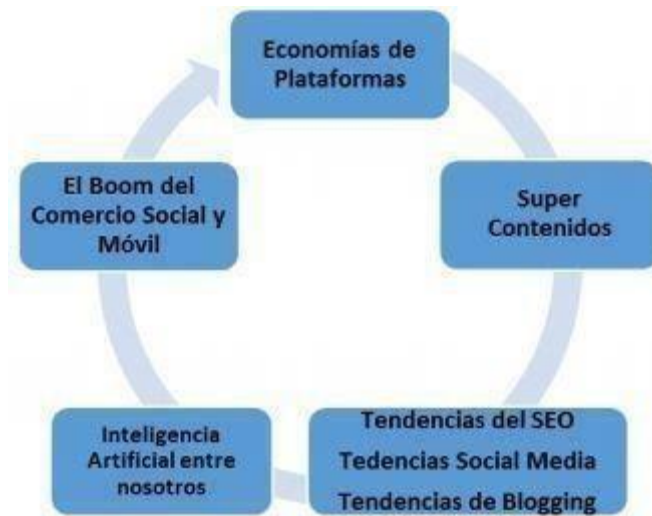 Economías de
Plataformas
Super
Contenidos
Tendencias del SEO
Tedencias Social Media
Tendencias de Blogging
Inteligencia
Artificial entre
nosotros
El Boom del
Comercio Social y
Móvil